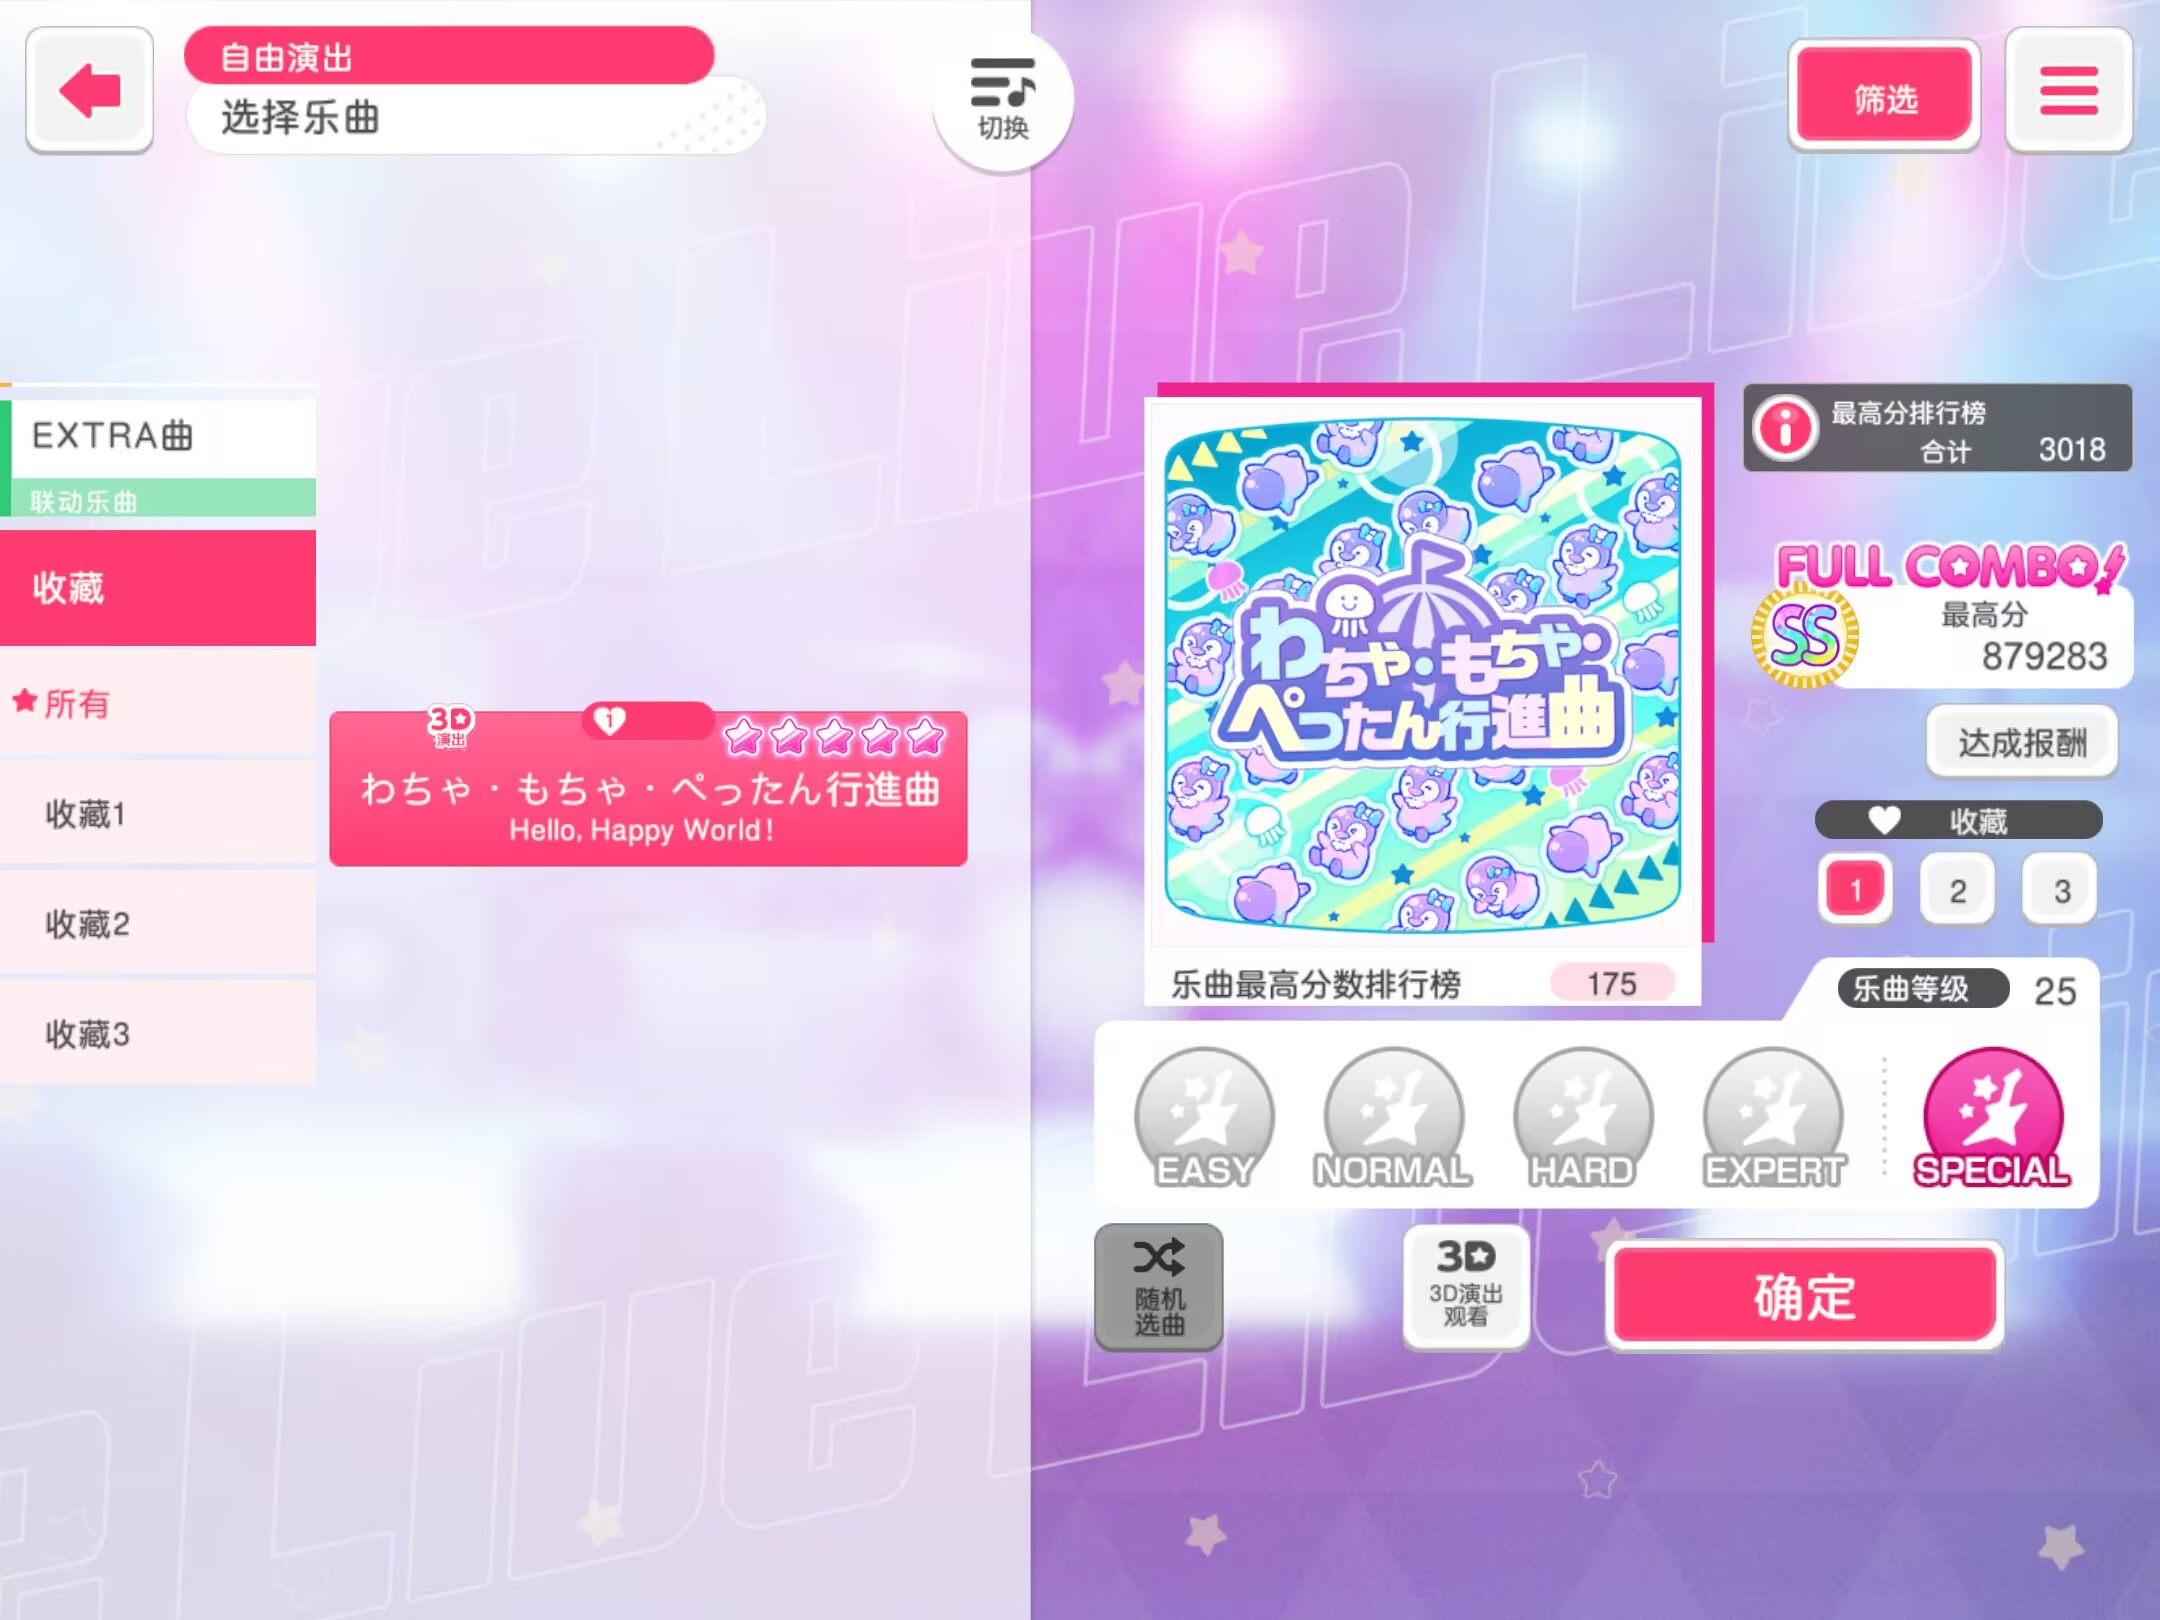 自由演出
选择乐曲
切换
筛选
EXTRA曲
联动乐曲
收藏
所有
收藏1
收藏2
收藏3
3D
演出
1
わちゃ・もちゃ・ぺったん行進曲
Hello, Happy World!
わちゃ・もちゃ・
ぺったん行進曲
乐曲最高分数排行榜 175
最高分排行榜
合计 3018
FULL COMBO!
SS
最高分
879283
达成报酬
收藏
1 2 3
乐曲等级 25
EASY NORMAL HARD EXPERT SPECIAL
随机
选曲
3D
3D演出
观看
确定
Live Live
Live Live